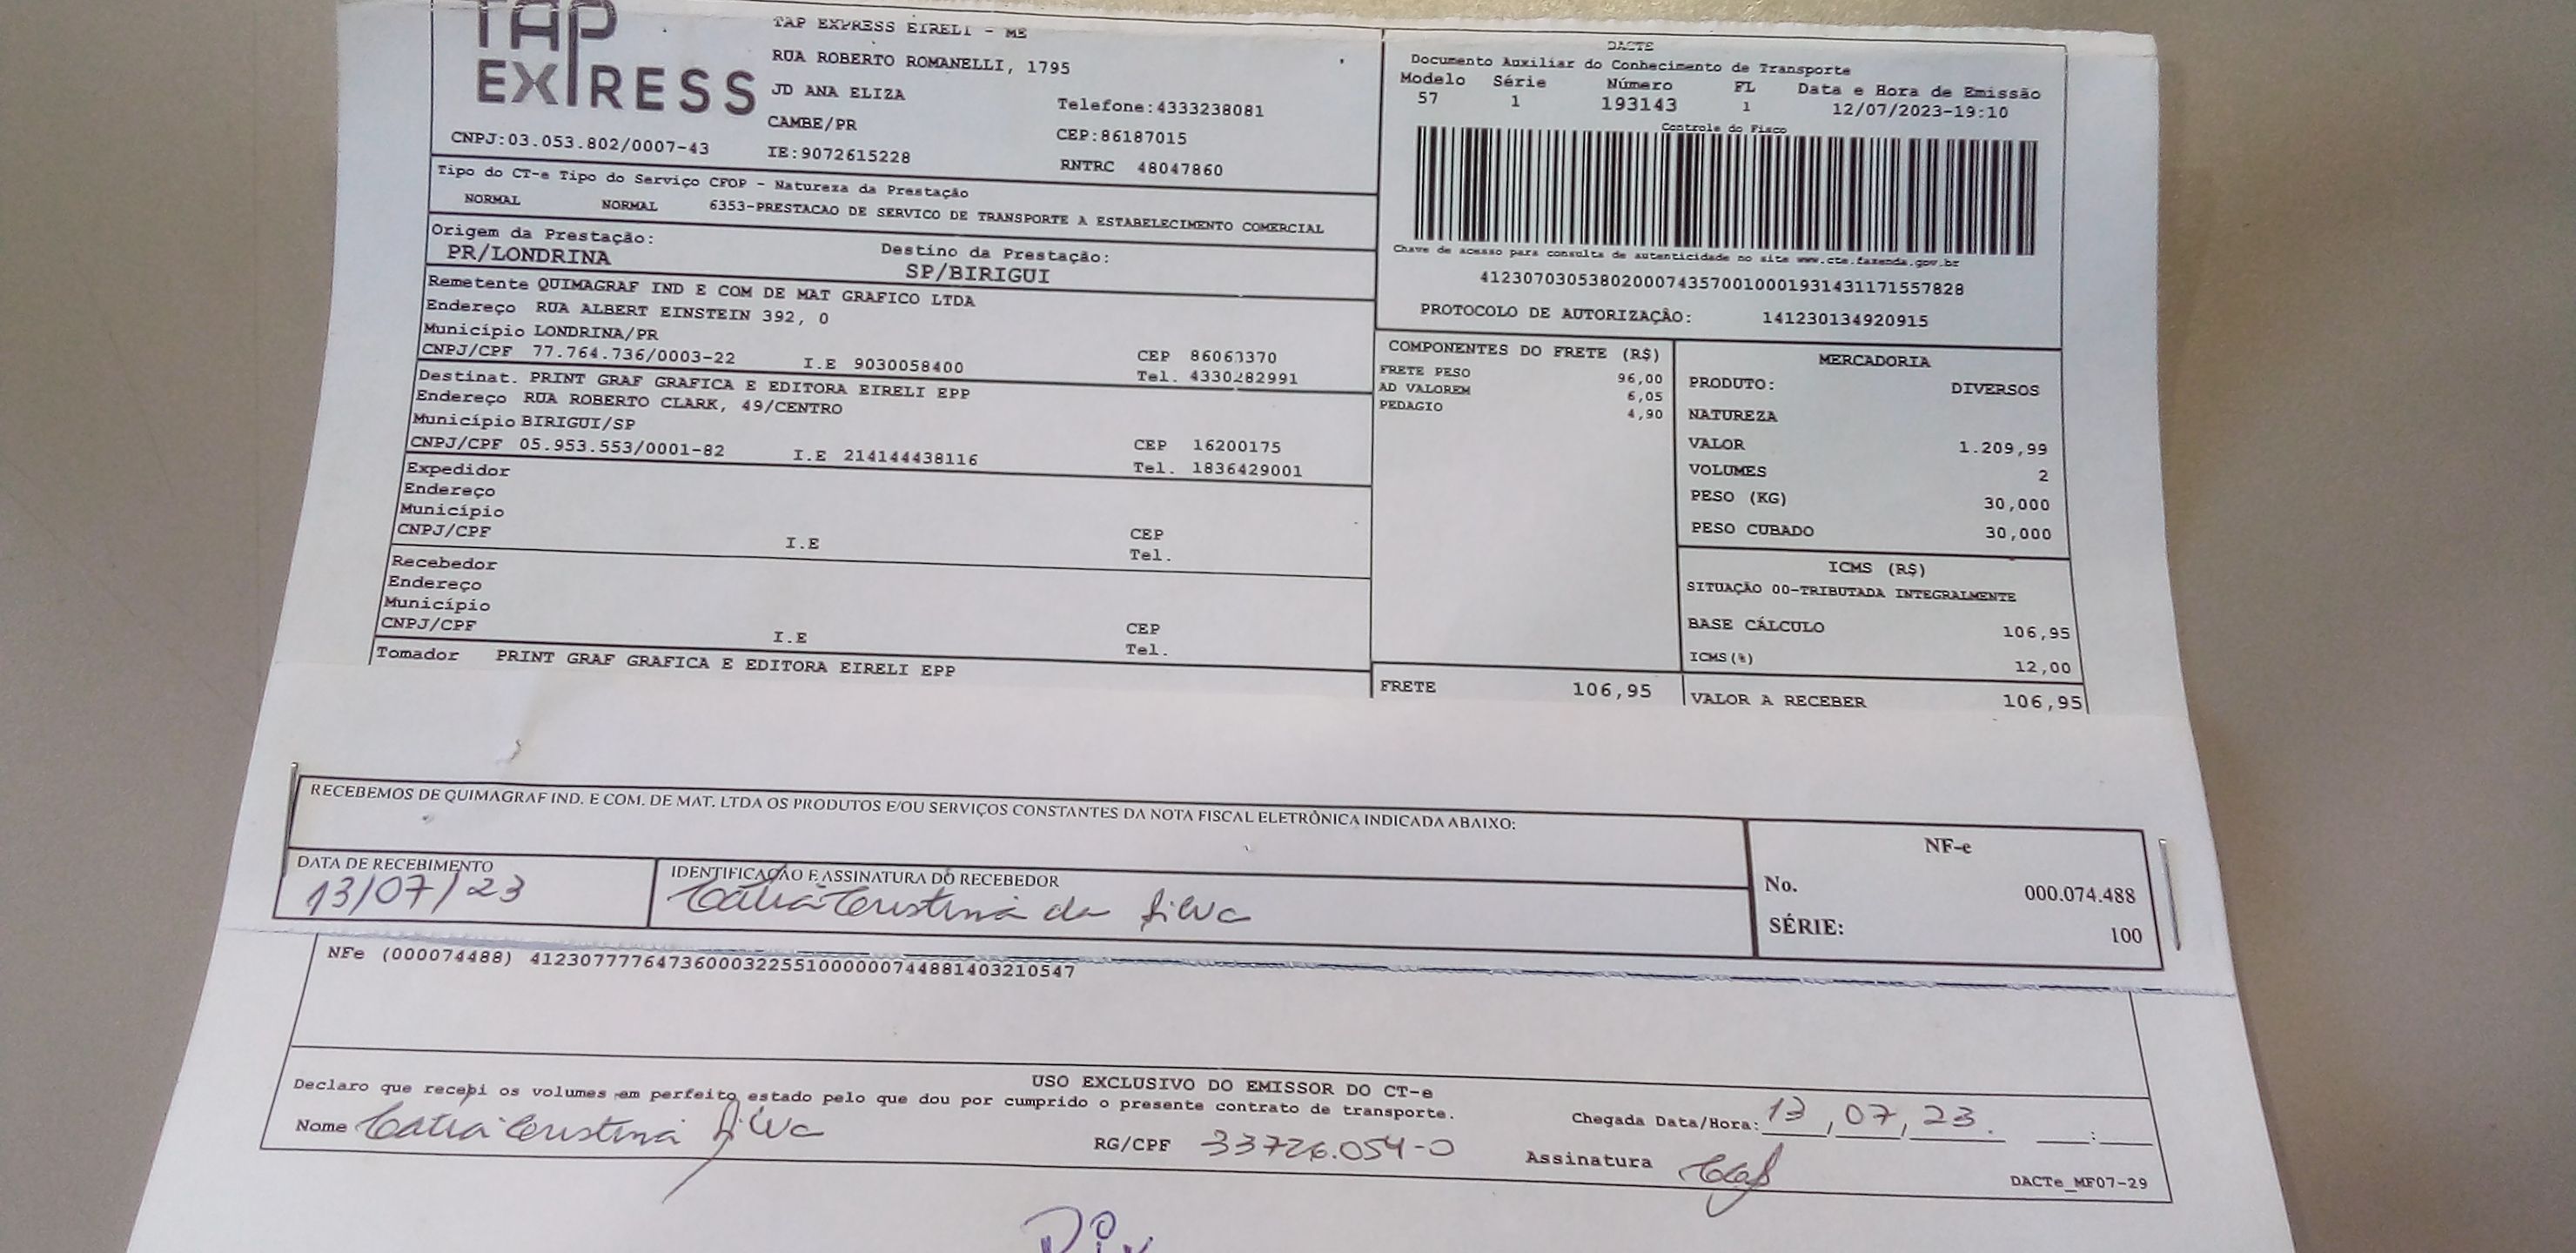 TAP EXPRESS
TAP EXPRESS EIRELI - ME
RUA ROBERTO ROMANELLI, 1795
JD ANA ELIZA
Telefone:4333238081
CAMBE/PR
CEP:86187015
CNPJ:03.053.802/0007-43
IE:9072615228
RNTRC 48047860
DACTE
Documento Auxiliar do Conhecimento de Transporte
Modelo Série Número FL Data e Hora de Emissão
57 1 193143 1 12/07/2023-19:10
Controle do Fisco
Chave de acesso para consulta de autenticidade no site www.cte.fazenda.gov.br
41230703053802000743570010001931431171557828
PROTOCOLO DE AUTORIZAÇÃO: 141230134920915
Tipo do CT-e Tipo do Serviço CFOP - Natureza da Prestação
NORMAL NORMAL 6353-PRESTACAO DE SERVICO DE TRANSPORTE A ESTABELECIMENTO COMERCIAL
Origem da Prestação: Destino da Prestação:
PR/LONDRINA SP/BIRIGUI
Remetente QUIMAGRAF IND E COM DE MAT GRAFICO LTDA
Endereço RUA ALBERT EINSTEIN 392, 0
Município LONDRINA/PR CEP 86063370
CNPJ/CPF 77.764.736/0003-22 I.E 9030058400 Tel. 4330282991
Destinat. PRINT GRAF GRAFICA E EDITORA EIRELI EPP
Endereço RUA ROBERTO CLARK, 49/CENTRO
Município BIRIGUI/SP CEP 16200175
CNPJ/CPF 05.953.553/0001-82 I.E 214144438116 Tel. 1836429001
Expedidor
Endereço
Município CEP
CNPJ/CPF I.E Tel.
Recebedor
Endereço
Município CEP
CNPJ/CPF I.E Tel.
Tomador PRINT GRAF GRAFICA E EDITORA EIRELI EPP
COMPONENTES DO FRETE (R$)
FRETE PESO 96,00
AD VALOREM 6,05
PEDAGIO 4,90
FRETE 106,95
MERCADORIA
PRODUTO: DIVERSOS
NATUREZA
VALOR 1.209,99
VOLUMES 2
PESO (KG) 30,000
PESO CUBADO 30,000
ICMS (R$)
SITUAÇÃO 00-TRIBUTADA INTEGRALMENTE
BASE CÁLCULO 106,95
ICMS(%) 12,00
VALOR A RECEBER 106,95
RECEBEMOS DE QUIMAGRAF IND. E COM. DE MAT. LTDA OS PRODUTOS E/OU SERVIÇOS CONSTANTES DA NOTA FISCAL ELETRÔNICA INDICADA ABAIXO:
DATA DE RECEBIMENTO
13/07/23
IDENTIFICAÇÃO E ASSINATURA DO RECEBEDOR
Cátia Cristina da Silva
NF-e
No. 000.074.488
SÉRIE: 100
NFe (000074488) 41230777764736000322551000000744881403210547
USO EXCLUSIVO DO EMISSOR DO CT-e
Declaro que recebi os volumes em perfeito estado pelo que dou por cumprido o presente contrato de transporte.
Chegada Data/Hora: 13,07,23. :
Nome Cátia Cristina Silva RG/CPF 33726.054-0 Assinatura
DACTe_MF07-29